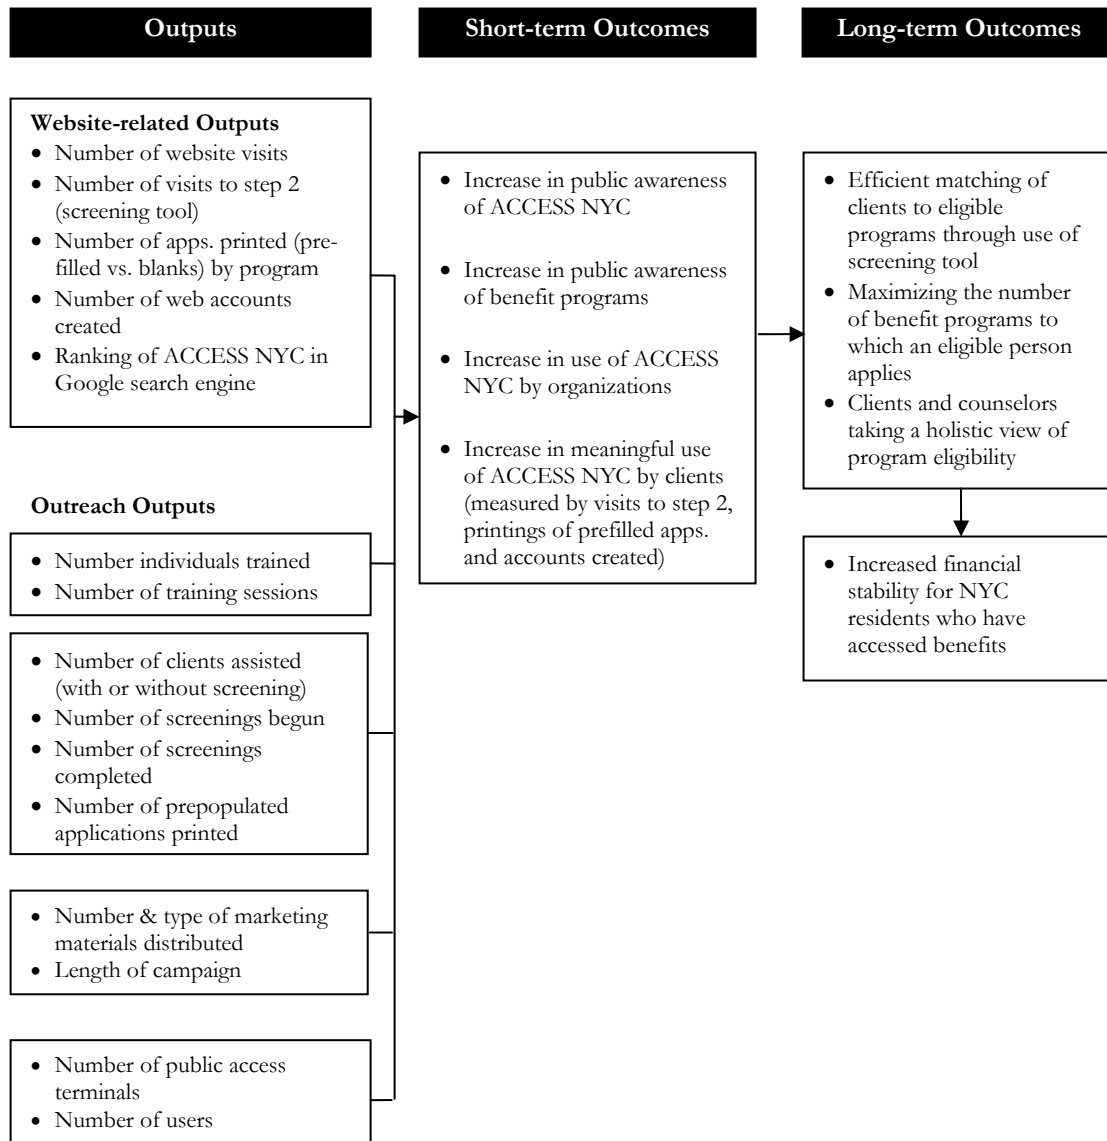 Outputs
Short-term Outcomes
Long-term Outcomes
Website-related Outputs
• Number of website visits
• Number of visits to step 2
(screening tool)
• Number of apps. printed (pre-
filled vs. blanks) by program
• Number of web accounts
created
• Ranking of ACCESS NYC in
Google search engine
Outreach Outputs
• Number individuals trained
• Number of training sessions
• Number of clients assisted
(with or without screening)
• Number of screenings begun
• Number of screenings
completed
• Number of prepopulated
applications printed
• Number & type of marketing
materials distributed
• Length of campaign
• Number of public access
terminals
• Number of users
• Increase in public awareness
of ACCESS NYC
• Increase in public awareness
of benefit programs
• Increase in use of ACCESS
NYC by organizations
• Increase in meaningful use
of ACCESS NYC by clients
(measured by visits to step 2,
printings of prefilled apps.
and accounts created)
• Efficient matching of
clients to eligible
programs through use of
screening tool
• Maximizing the number
of benefit programs to
which an eligible person
applies
• Clients and counselors
taking a holistic view of
program eligibility
• Increased financial
stability for NYC
residents who have
accessed benefits